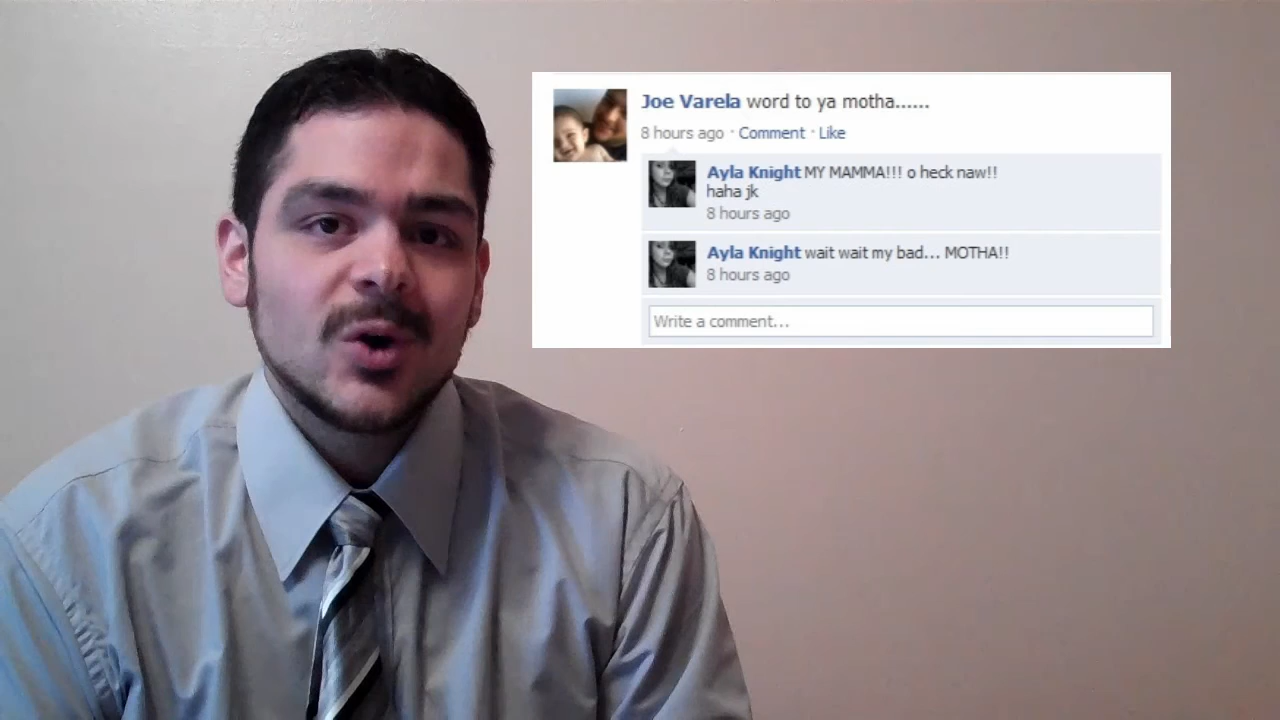 Joe Varela word to ya motha......
8 hours ago · Comment · Like
Ayla Knight MY MAMMA!!! o heck naw!!
haha jk
8 hours ago
Ayla Knight wait wait my bad... MOTHA!!
8 hours ago
Write a comment...